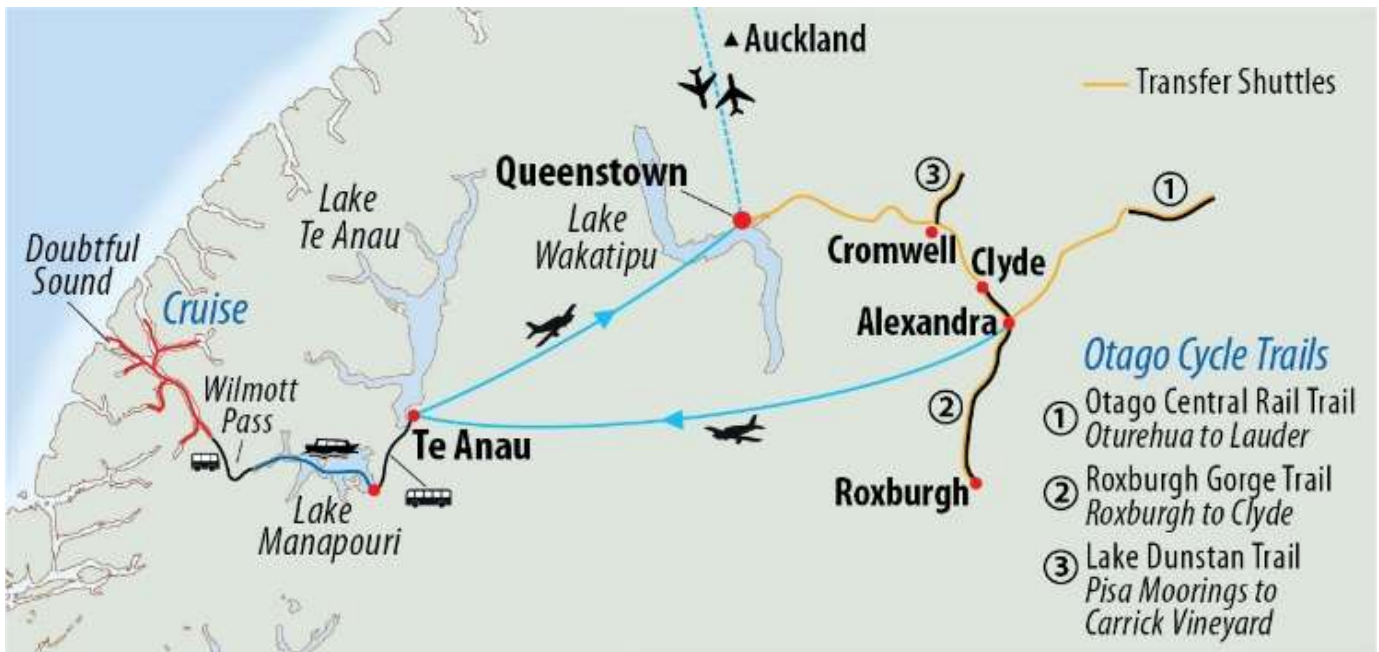 Auckland
Transfer Shuttles
Queenstown
Lake
Wakatipu
Lake
Te Anau
Doubtful
Sound
Cruise
Wilmott
Pass
Te Anau
Lake
Manapouri
③
①
Cromwell
Clyde
Alexandra
②
Roxburgh
Otago Cycle Trails
① Otago Central Rail Trail
Oturehua to Lauder
② Roxburgh Gorge Trail
Roxburgh to Clyde
③ Lake Dunstan Trail
Pisa Moorings to
Carrick Vineyard